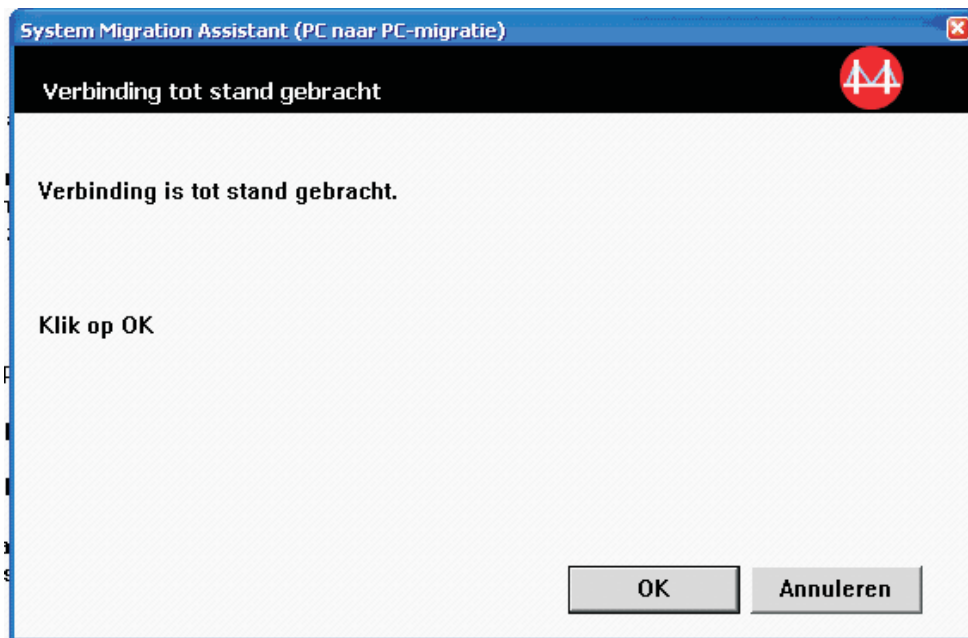 System Migration Assistant (PC naar PC-migratie)
Verbinding tot stand gebracht
Verbinding is tot stand gebracht.
Klik op OK
OK
Annuleren